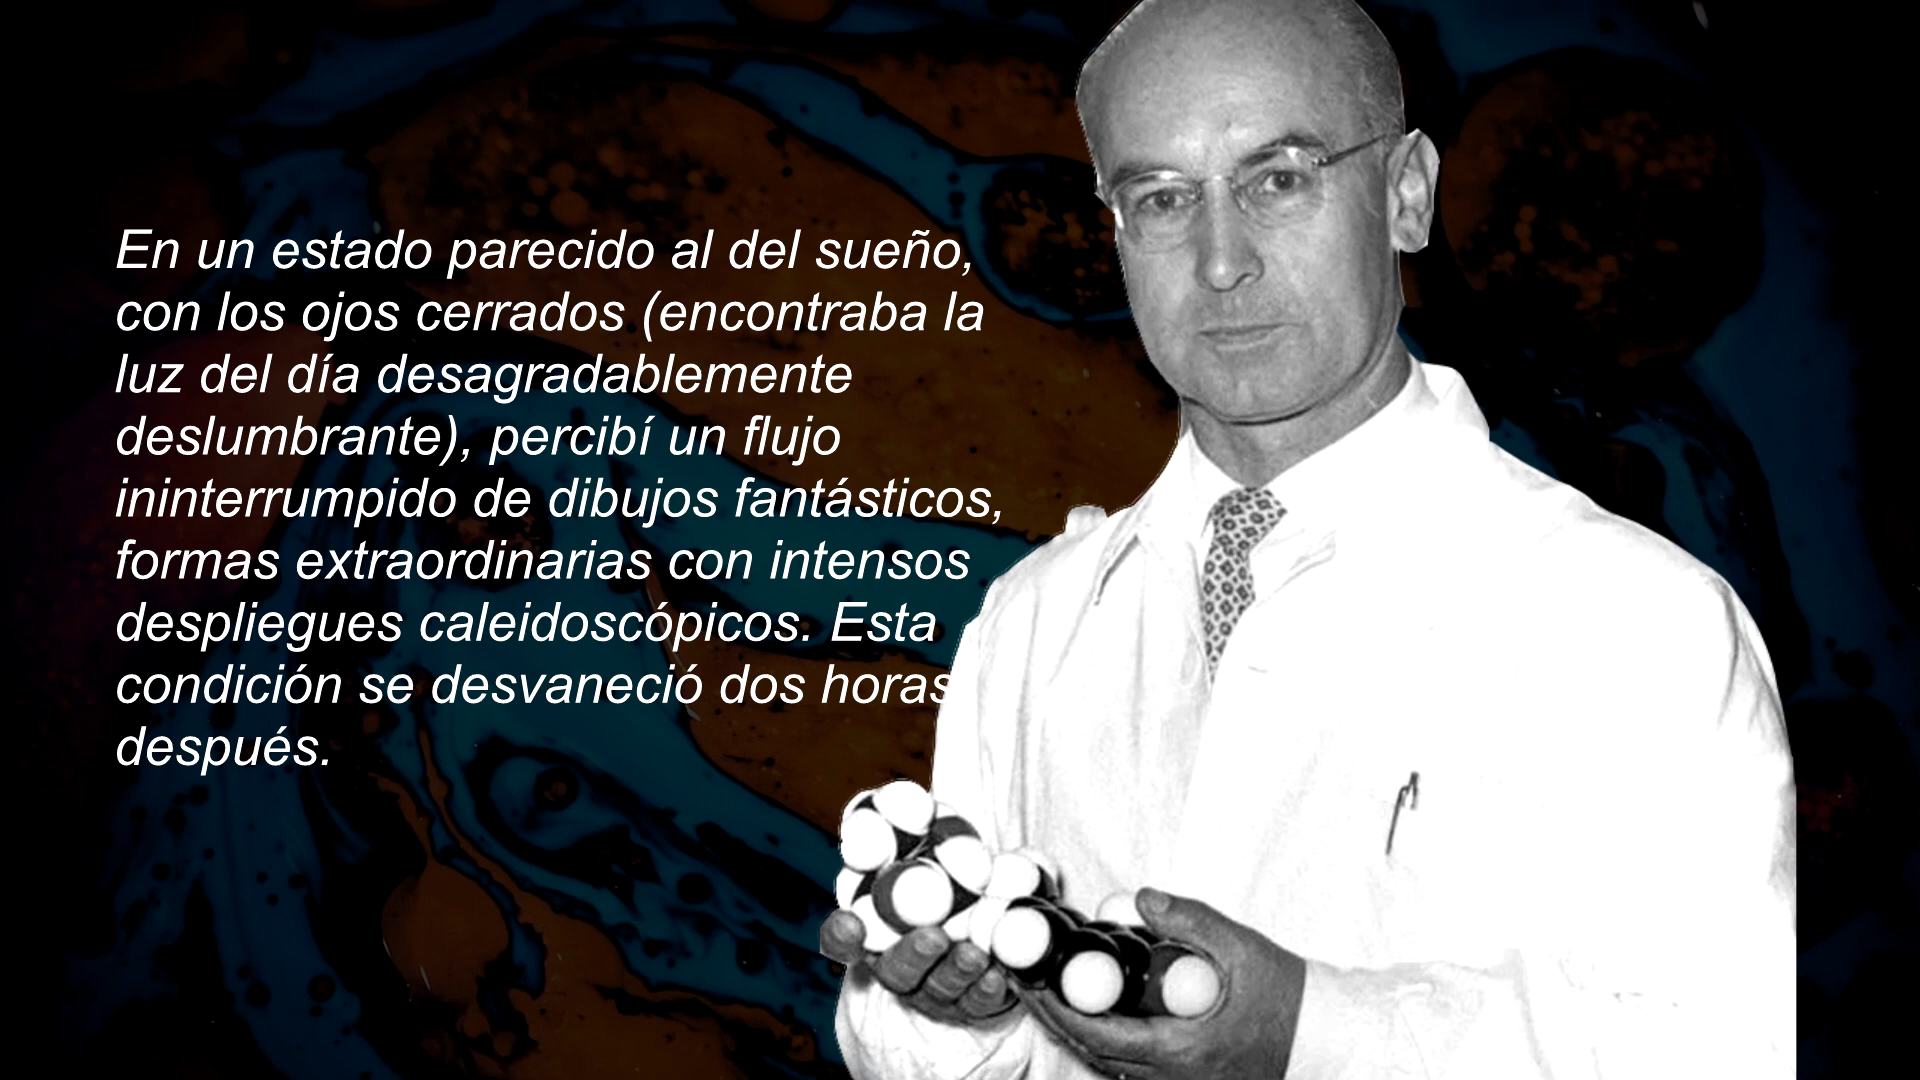 En un estado parecido al del sueño,
con los ojos cerrados (encontraba la
luz del día desagradablemente
deslumbrante), percibí un flujo
ininterrumpido de dibujos fantásticos,
formas extraordinarias con intensos
despliegues caleidoscópicos. Esta
condición se desvaneció dos horas
después.